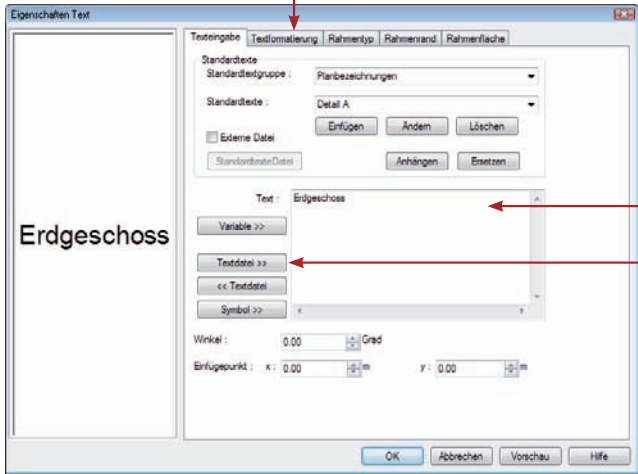 Eigenschaften Text
Texteingabe Textformatierung Rahmentyp Rahmenrand Rahmenfläche
Standardtexte
Standardtextgruppe : Planbezeichnungen
Standardtexte : Detail A
Einfügen Ändern Löschen
Externe Datei
Standardtexte Datei Anhängen Ersetzen
Text : Erdgeschoss
Variable >>
Erdgeschoss
Textdatei >>
<< Textdatei
Symbol >>
Winkel : 0.00 Grad
Einfügepunkt : x : 0.00 m y : 0.00 m
OK Abbrechen Vorschau Hilfe